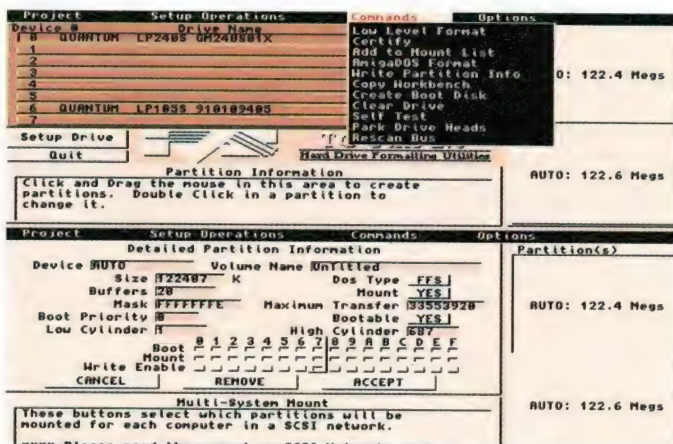 Project Setup Operations Commands Options
Device # Drive Name
0 QUANTUM LP240S GM240S01X
1
2
3
4
5
6 QUANTUM LP105S 910109405
7
Low Level Format
Certify
Add to Mount List
AmigaDOS Format
Write Partition Info
Copy Workbench
Create Boot Disk
Clear Drive
Self Test
Park Drive Heads
Rescan Bus
O: 122.4 Megs
Setup Drive
Quit
Hard Drive Formatting Utilities
Partition Information
Click and Drag the mouse in this area to create
partitions. Double Click in a partition to
change it.
AUTO: 122.6 Megs
Project Setup Operations Commands Options
Detailed Partition Information
Partition(s)
Device AUTO Volume Name Untitled
Size 122407 K Dos Type FFS
Buffers 20 Mount YES
Mask FFFFFFFE Maximum Transfer 33553920
Boot Priority 0 Bootable YES
Low Cylinder 1 High Cylinder 687
0 1 2 3 4 5 6 7 8 9 A B C D E F
Boot
Mount
Write Enable
CANCEL REMOVE ACCEPT
AUTO: 122.4 Megs
Multi-System Mount
These buttons select which partitions will be
mounted for each computer in a SCSI network.
AUTO: 122.6 Megs